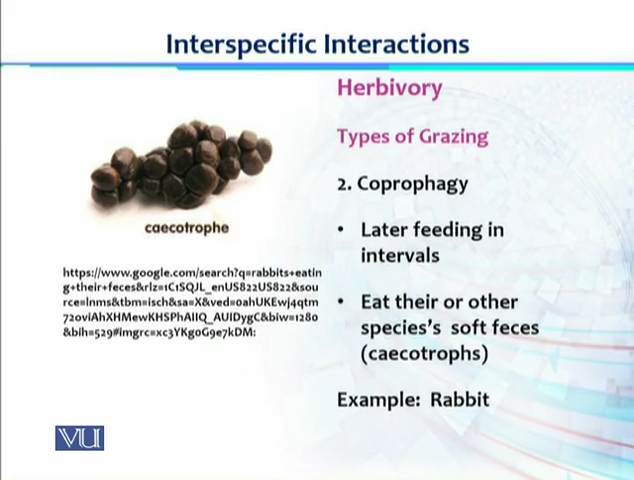 Interspecific Interactions
Herbivory
Types of Grazing
2. Coprophagy
• Later feeding in
intervals
• Eat their or other
species's soft feces
(caecotrophs)
Example: Rabbit
caecotrophe
https://www.google.com/search?q=rabbits+eatin
g+their+feces&rlz=1C1SQJL_enUS822US822&sou
rce=lnms&tbm=isch&sa=X&ved=0ahUKEwj4qtm
720viAhXHMewKHSPhAIIQ_AUIDygC&biw=1280
&bih=529#imgrc=xc3YKgoG9e7kDM:
VU